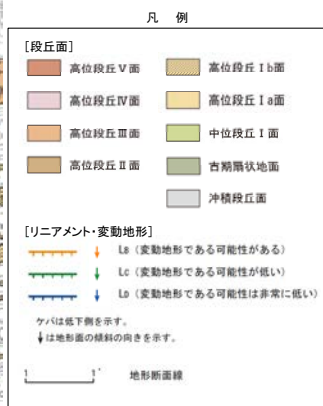 凡 例
[段丘面]
高位段丘Ⅴ面 高位段丘Ⅰb面
高位段丘Ⅳ面 高位段丘Ⅰa面
高位段丘Ⅲ面 中位段丘Ⅰ面
高位段丘Ⅱ面 古期扇状地面
沖積段丘面
[リニアメント・変動地形]
LB (変動地形である可能性がある)
LC (変動地形である可能性が低い)
LD (変動地形である可能性は非常に低い)
ケバは低下側を示す。
↓は地形面の傾斜の向きを示す。
1 1' 地形断面線